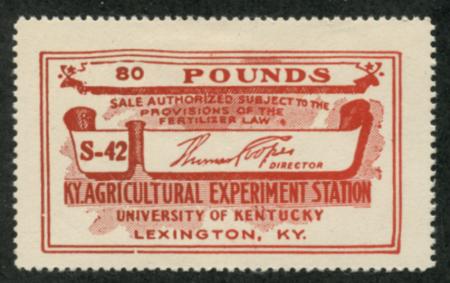 80 POUNDS
SALE AUTHORIZED SUBJECT TO THE
PROVISIONS OF THE
FERTILIZER LAW
S-42
Thomas Cooper
DIRECTOR
KY. AGRICULTURAL EXPERIMENT STATION
UNIVERSITY OF KENTUCKY
LEXINGTON, KY.